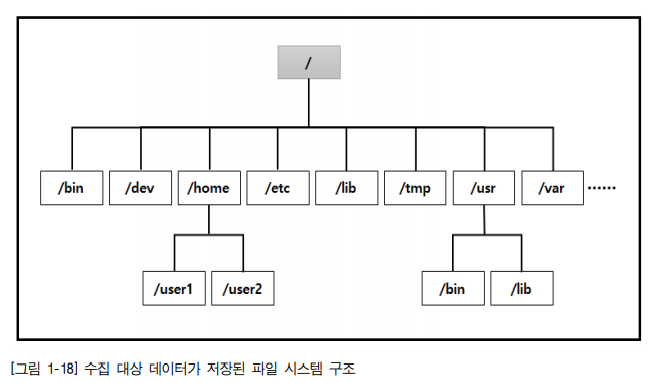 /
/bin /dev /home /etc /lib /tmp /usr /var ······
/user1 /user2 /bin /lib
[그림 1-18] 수집 대상 데이터가 저장된 파일 시스템 구조